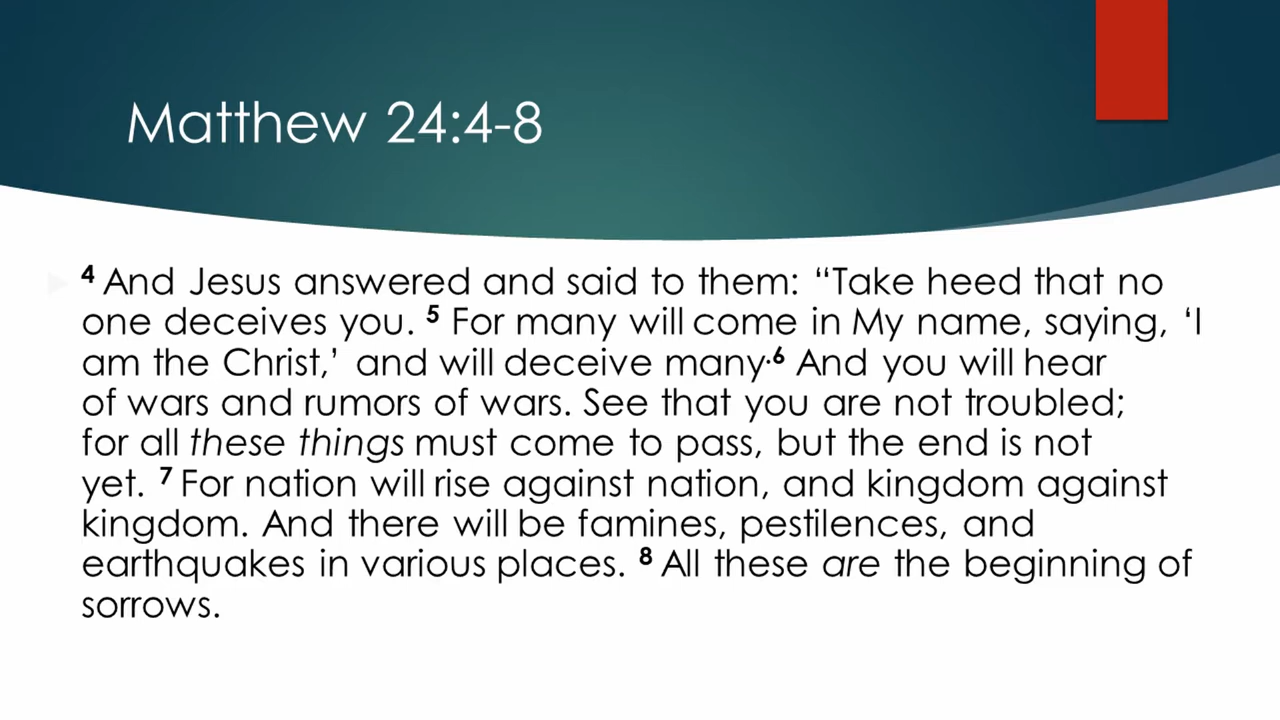 Matthew 24:4-8
4 And Jesus answered and said to them: “Take heed that no
one deceives you. 5 For many will come in My name, saying, ‘I
am the Christ,’ and will deceive many.6 And you will hear
of wars and rumors of wars. See that you are not troubled;
for all these things must come to pass, but the end is not
yet. 7 For nation will rise against nation, and kingdom against
kingdom. And there will be famines, pestilences, and
earthquakes in various places. 8 All these are the beginning of
sorrows.